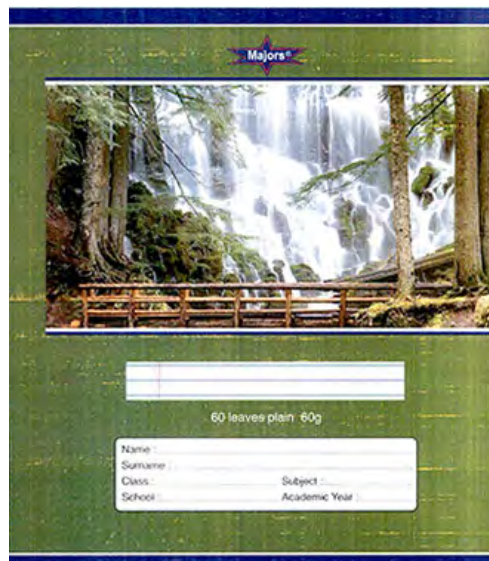 Majors®
60 leaves plain 60g
Name :
Surname :
Class : Subject :
School : Academic Year :